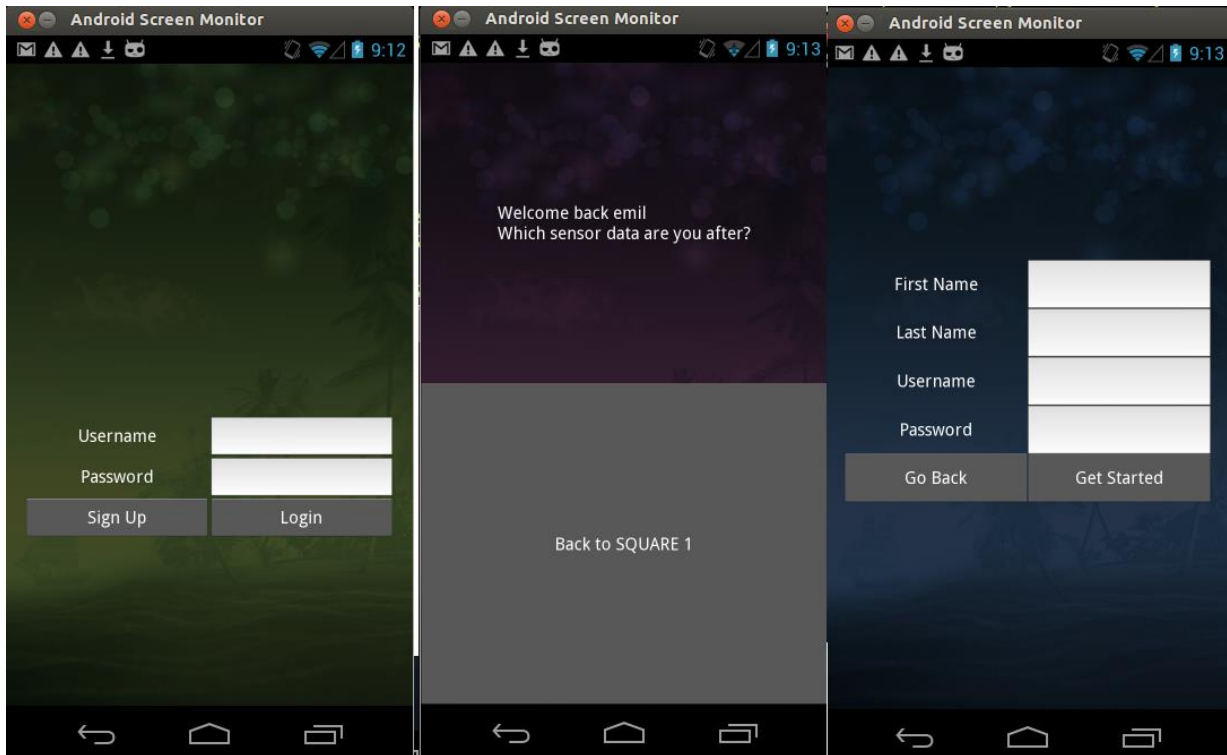 Android Screen Monitor
9:12
Username
Password
Sign Up Login
Android Screen Monitor
9:13
Welcome back emil
Which sensor data are you after?
Back to SQUARE 1
Android Screen Monitor
9:13
First Name
Last Name
Username
Password
Go Back Get Started